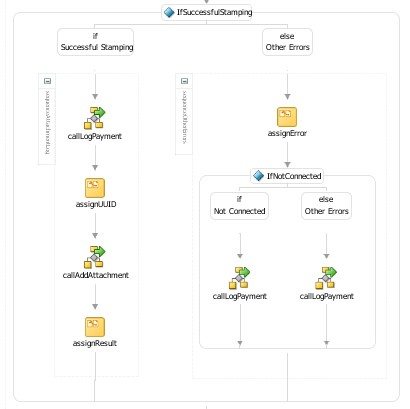 IfSuccessfulStamping
if
Successful Stamping
else
Other Errors
callLogPayment
assignUUID
callAddAttachment
assignResult
assignError
IfNotConnected
if
Not Connected
else
Other Errors
callLogPayment
callLogPayment